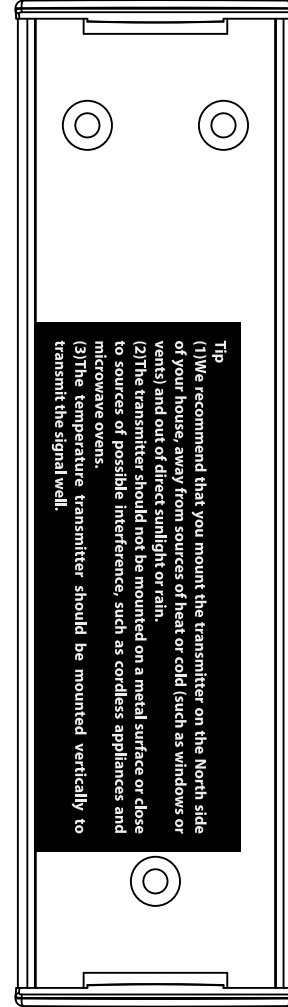 Tip
(1)We recommend that you mount the transmitter on the North side
of your house, away from sources of heat or cold (such as windows or
vents) and out of direct sunlight or rain.
(2)The transmitter should not be mounted on a metal surface or close
to sources of possible interference, such as cordless appliances and
microwave ovens.
(3)The temperature transmitter should be mounted vertically to
transmit the signal well.